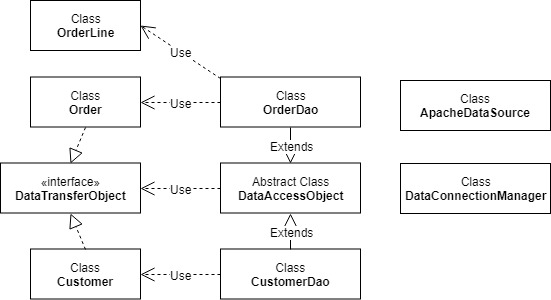 Class
OrderLine
Use
Class
Order
Use
Class
OrderDao
Class
ApacheDataSource
Extends
«interface»
DataTransferObject
Use
Abstract Class
DataAccessObject
Class
DataConnectionManager
Extends
Class
Customer
Use
Class
CustomerDao